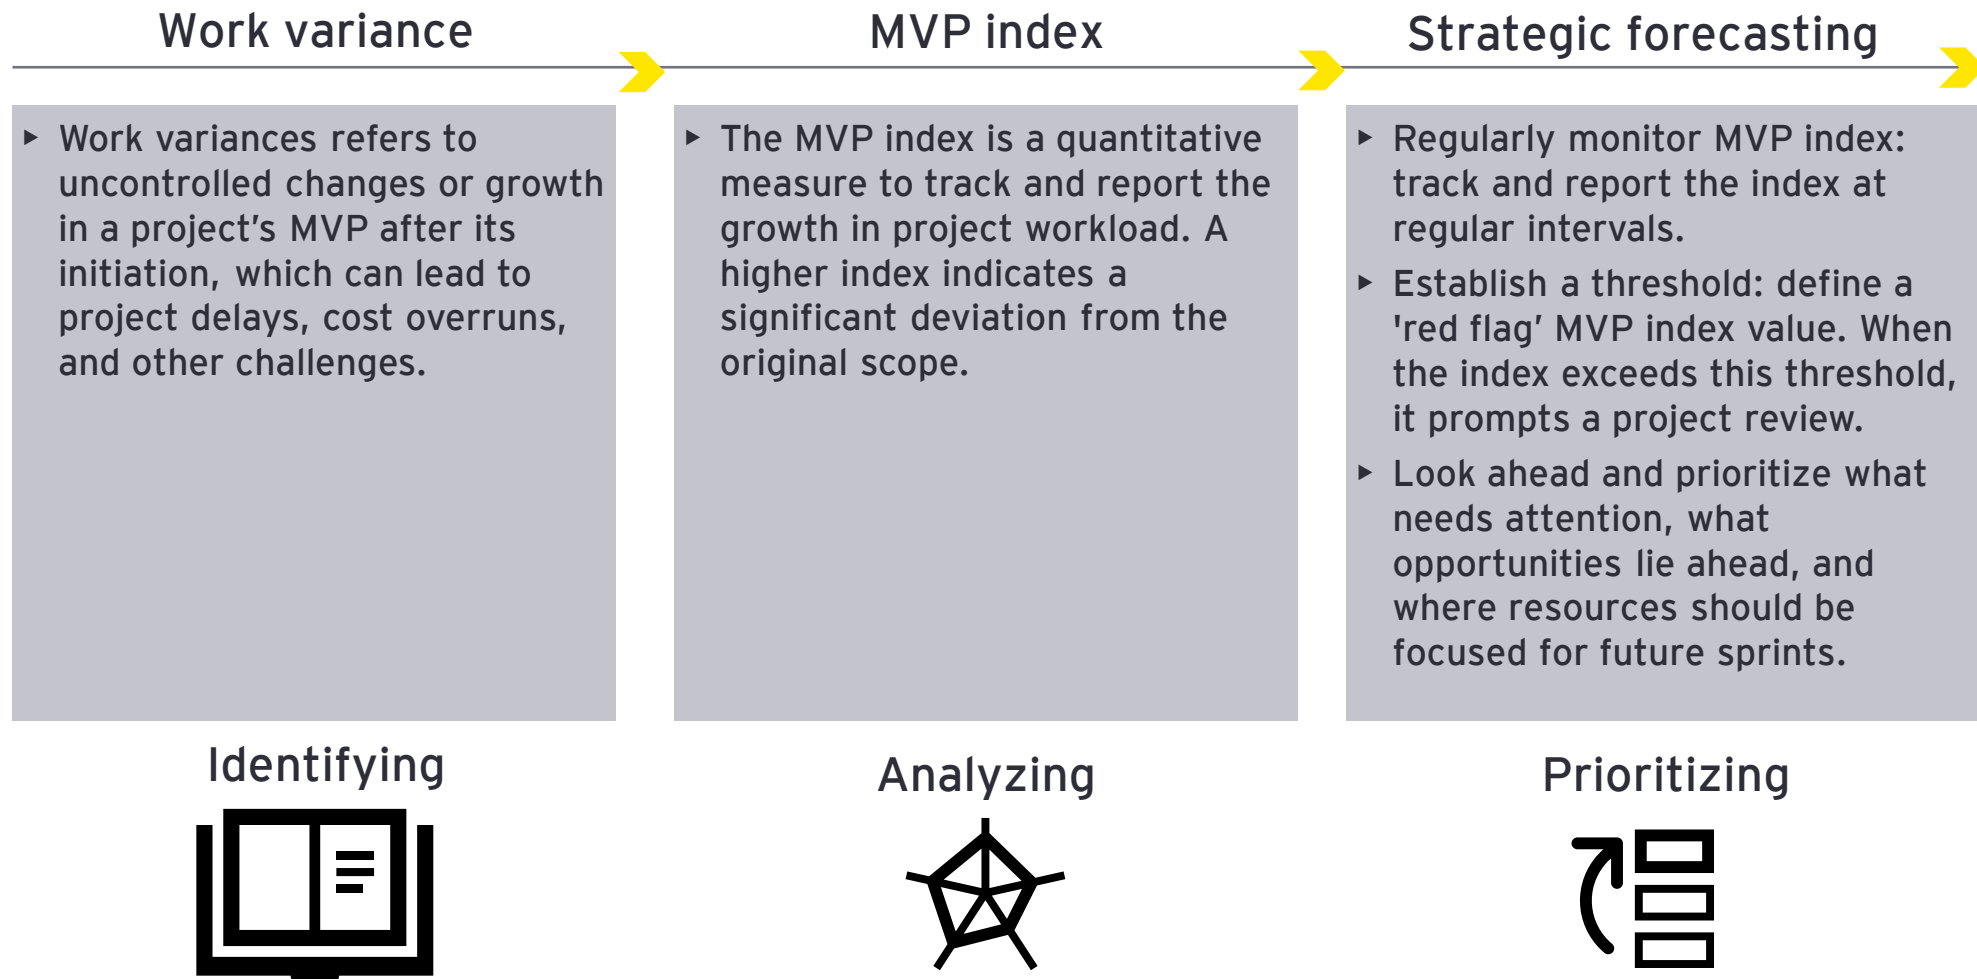 Work variance
▸ Work variances refers to
uncontrolled changes or growth
in a project’s MVP after its
initiation, which can lead to
project delays, cost overruns,
and other challenges.
Identifying
MVP index
▸ The MVP index is a quantitative
measure to track and report the
growth in project workload. A
higher index indicates a
significant deviation from the
original scope.
Analyzing
Strategic forecasting
▸ Regularly monitor MVP index:
track and report the index at
regular intervals.
▸ Establish a threshold: define a
'red flag’ MVP index value. When
the index exceeds this threshold,
it prompts a project review.
▸ Look ahead and prioritize what
needs attention, what
opportunities lie ahead, and
where resources should be
focused for future sprints.
Prioritizing